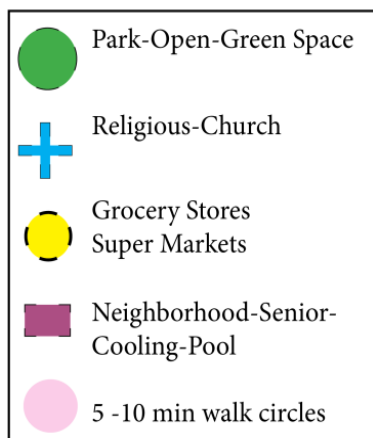 Park-Open-Green Space
Religious-Church
Grocery Stores
Super Markets
Neighborhood-Senior-
Cooling-Pool
5 -10 min walk circles